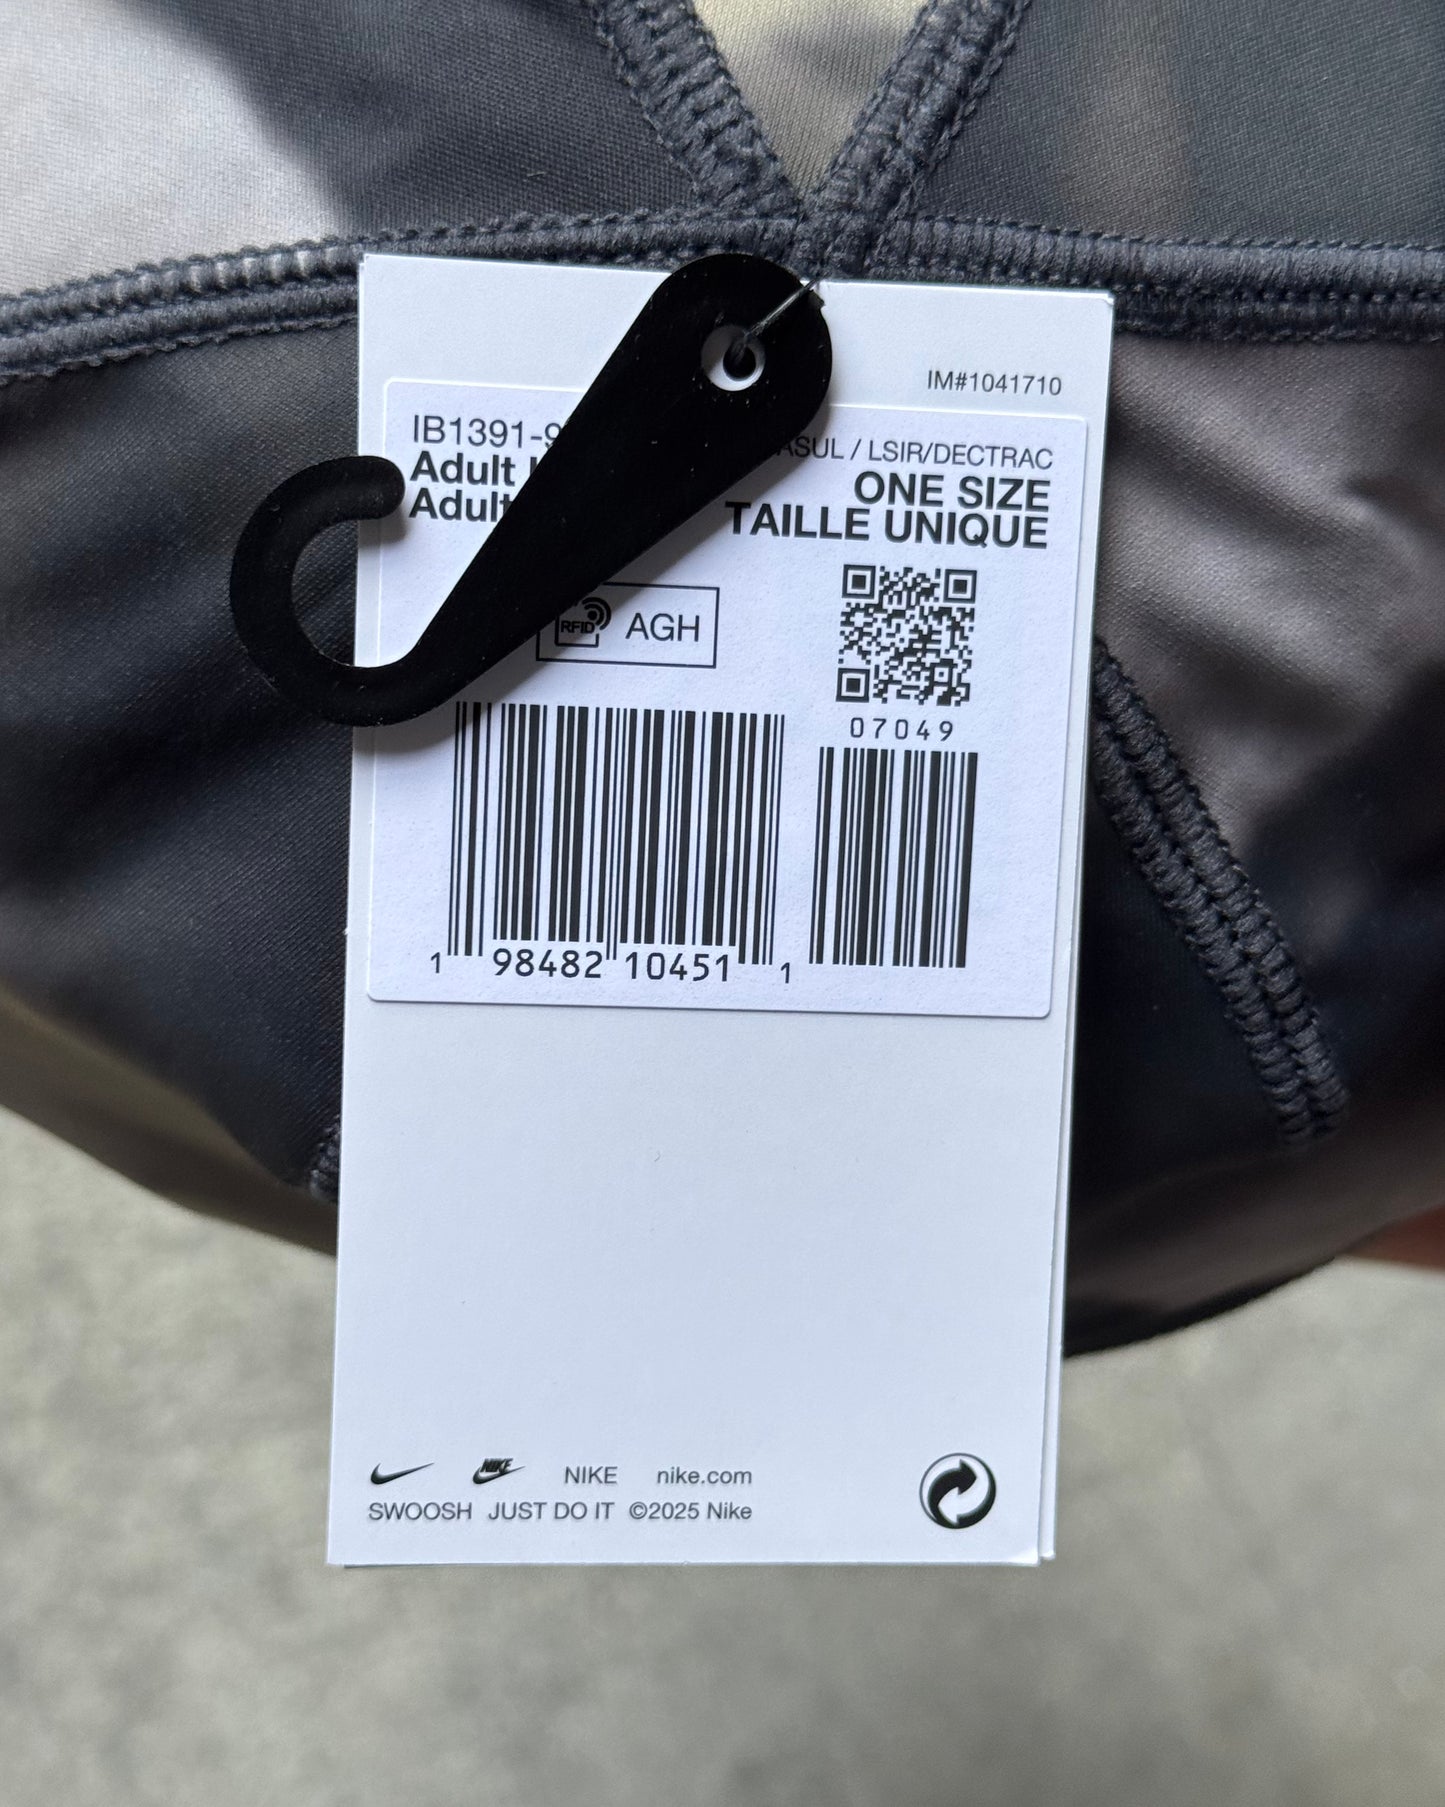 IM#1041710
IB1391-9
ASUL / LSIR/DECTRAC
Adult
ONE SIZE
Adult
TAILLE UNIQUE
RFID AGH
07049
1 98482 10451 1
NIKE NIKE nike.com
SWOOSH JUST DO IT ©2025 Nike